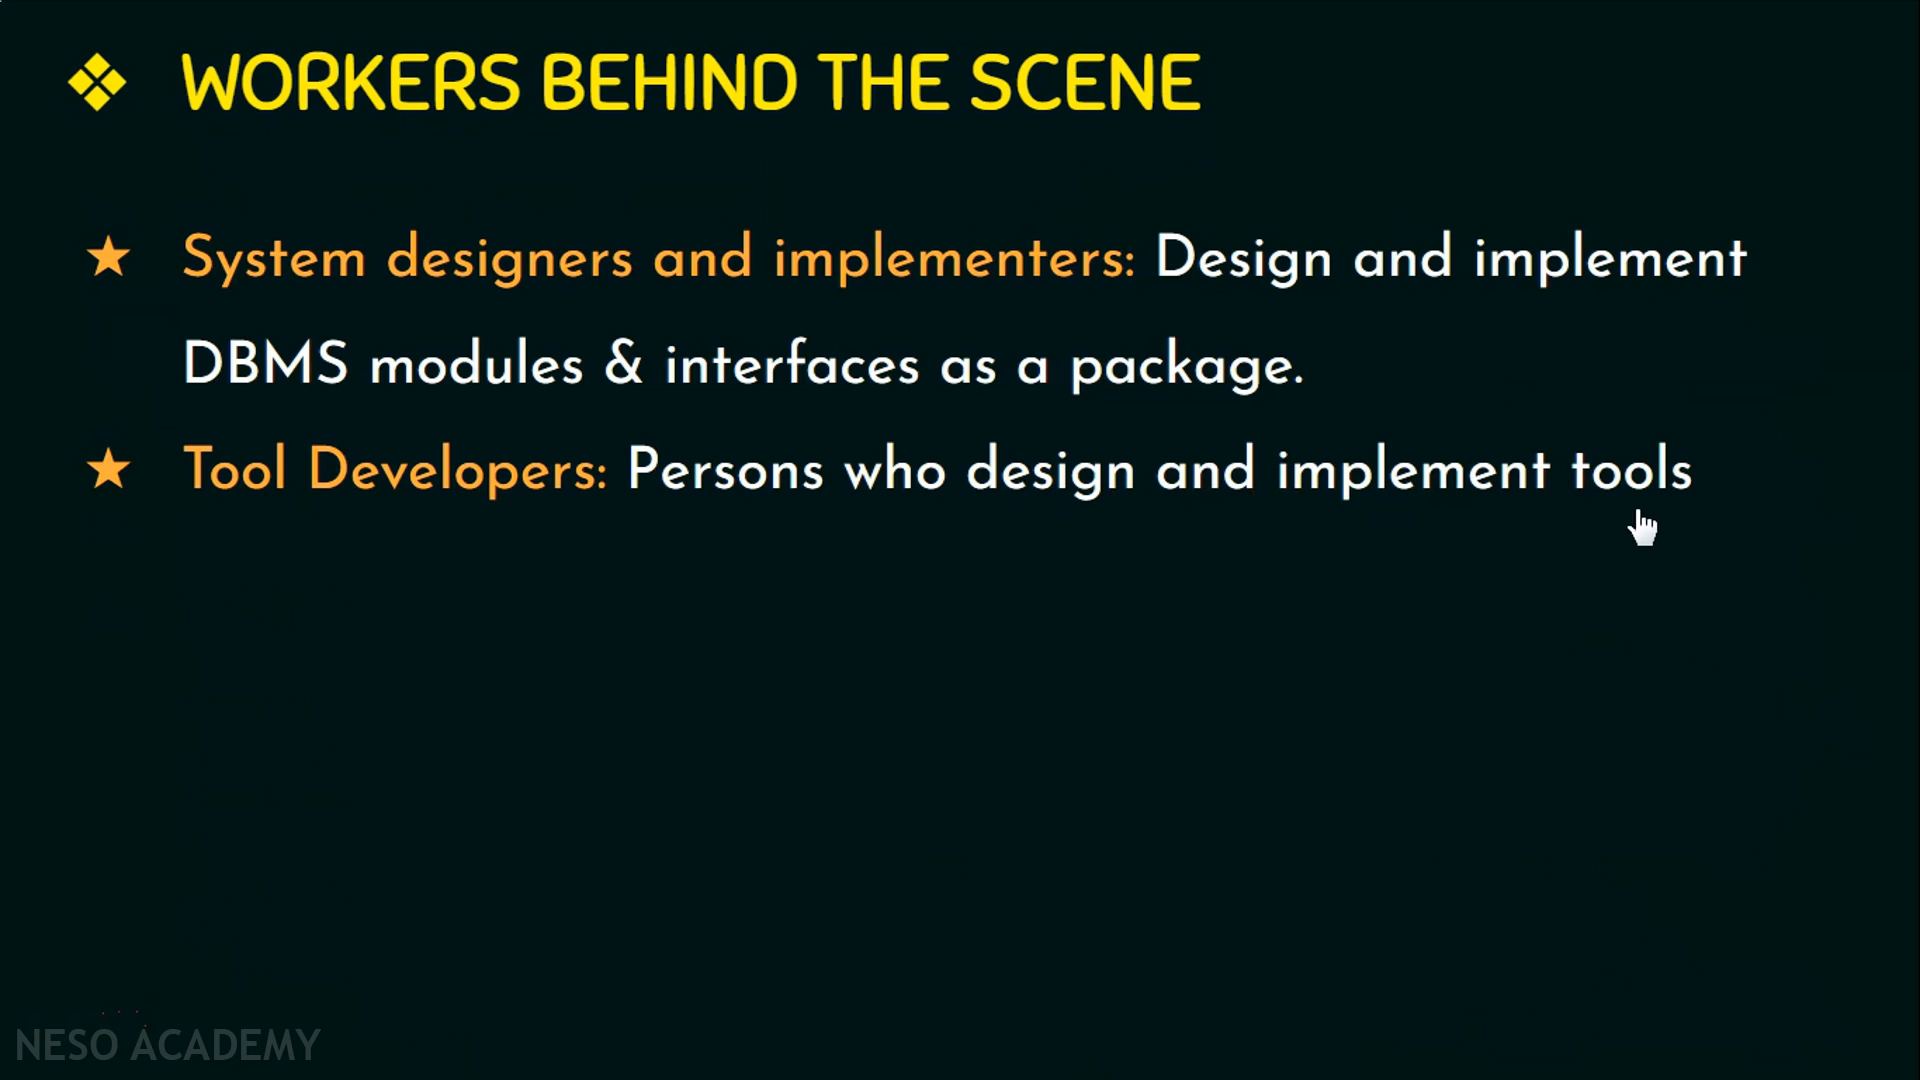 WORKERS BEHIND THE SCENE
System designers and implementers: Design and implement
DBMS modules & interfaces as a package.
Tool Developers: Persons who design and implement tools
NESO ACADEMY